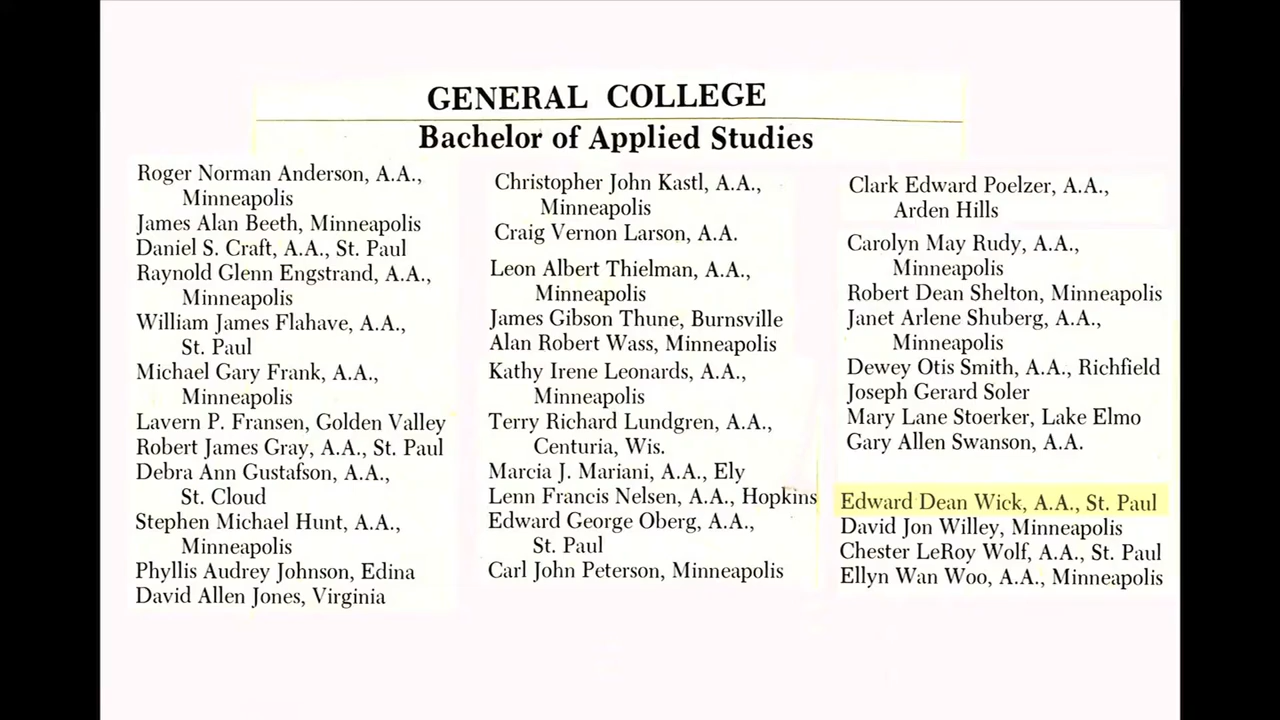 GENERAL COLLEGE
Bachelor of Applied Studies
Roger Norman Anderson, A.A.,
Minneapolis
James Alan Beeth, Minneapolis
Daniel S. Craft, A.A., St. Paul
Raynold Glenn Engstrand, A.A.,
Minneapolis
William James Flahave, A.A.,
St. Paul
Michael Gary Frank, A.A.,
Minneapolis
Lavern P. Fransen, Golden Valley
Robert James Gray, A.A., St. Paul
Debra Ann Gustafson, A.A.,
St. Cloud
Stephen Michael Hunt, A.A.,
Minneapolis
Phyllis Audrey Johnson, Edina
David Allen Jones, Virginia
Christopher John Kastl, A.A.,
Minneapolis
Craig Vernon Larson, A.A.
Leon Albert Thielman, A.A.,
Minneapolis
James Gibson Thune, Burnsville
Alan Robert Wass, Minneapolis
Kathy Irene Leonards, A.A.,
Minneapolis
Terry Richard Lundgren, A.A.,
Centuria, Wis.
Marcia J. Mariani, A.A., Ely
Lenn Francis Nelsen, A.A., Hopkins
Edward George Oberg, A.A.,
St. Paul
Carl John Peterson, Minneapolis
Clark Edward Poelzer, A.A.,
Arden Hills
Carolyn May Rudy, A.A.,
Minneapolis
Robert Dean Shelton, Minneapolis
Janet Arlene Shuberg, A.A.,
Minneapolis
Dewey Otis Smith, A.A., Richfield
Joseph Gerard Soler
Mary Lane Stoerker, Lake Elmo
Gary Allen Swanson, A.A.
Edward Dean Wick, A.A., St. Paul
David Jon Willey, Minneapolis
Chester LeRoy Wolf, A.A., St. Paul
Ellyn Wan Woo, A.A., Minneapolis